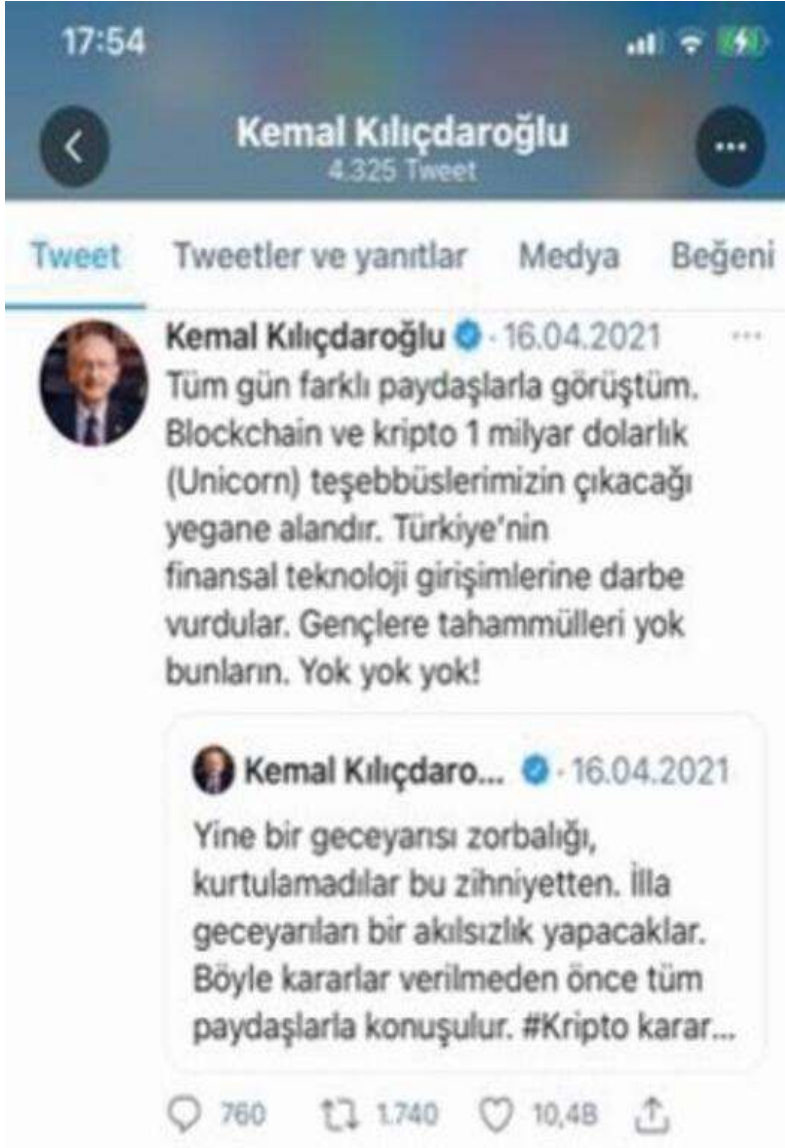 17:54
Kemal Kılıçdaroğlu
4.325 Tweet
Tweet Tweetler ve yanıtlar Medya Beğeni
Kemal Kılıçdaroğlu · 16.04.2021
Tüm gün farklı paydaşlarla görüştüm.
Blockchain ve kripto 1 milyar dolarlık
(Unicorn) teşebbüslerimizin çıkacağı
yegane alandır. Türkiye'nin
finansal teknoloji girişimlerine darbe
vurdular. Gençlere tahammülleri yok
bunların. Yok yok yok!
Kemal Kılıçdaro... · 16.04.2021
Yine bir geceyarısı zorbalığı,
kurtulamadılar bu zihniyetten. İlla
geceyarıları bir akılsızlık yapacaklar.
Böyle kararlar verilmeden önce tüm
paydaşlarla konuşulur. #Kripto karar...
760 1.740 10,4B